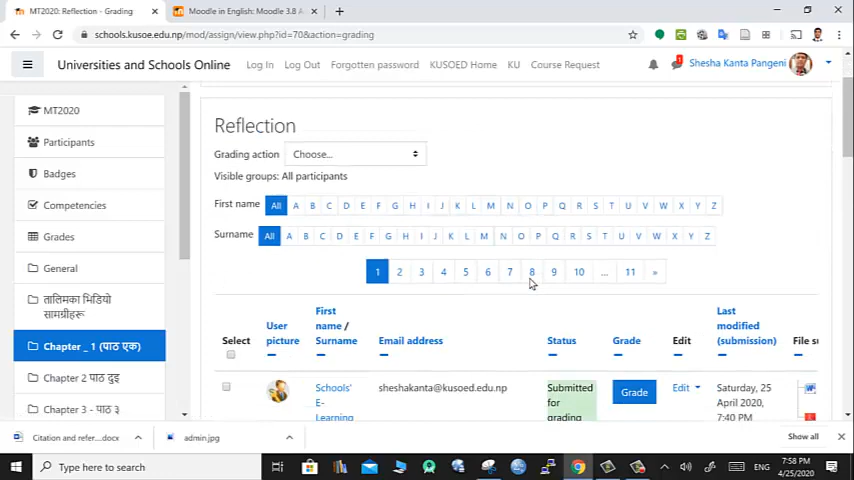 MT2020: Reflection - Grading
Moodle in English: Moodle 3.8 A
schools.kusoe.edu.np/mod/assign/view.php?id=70&action=grading
Universities and Schools Online
Log In
Log Out
Forgotten password
KUSOED Home
KU
Course Request
Shesha Kanta Pangeni
MT2020
Participants
Badges
Competencies
Grades
General
तालिमका भिडियो
सामग्रीहरू
Chapter _ 1 (पाठ एक)
Chapter 2 पाठ दुइ
Chapter 3 - पाठ ३
Reflection
Grading action
Choose...
Visible groups: All participants
First name All A B C D E F G H I J K L M N O P Q R S T U V W X Y Z
Surname All A B C D E F G H I J K L M N O P Q R S T U V W X Y Z
1 2 3 4 5 6 7 8 9 10 ... 11 »
Select
User
picture
First
name /
Surname
Email address
Status
Grade
Edit
Last
modified
(submission)
File su
Schools'
E-
Learning
sheshakanta@kusoed.edu.np
Submitted
for
grading
Grade
Edit
Saturday, 25
April 2020,
7:40 PM
Citation and refer....docx
admin.jpg
Show all
Type here to search
ENG
7:58 PM
4/25/2020